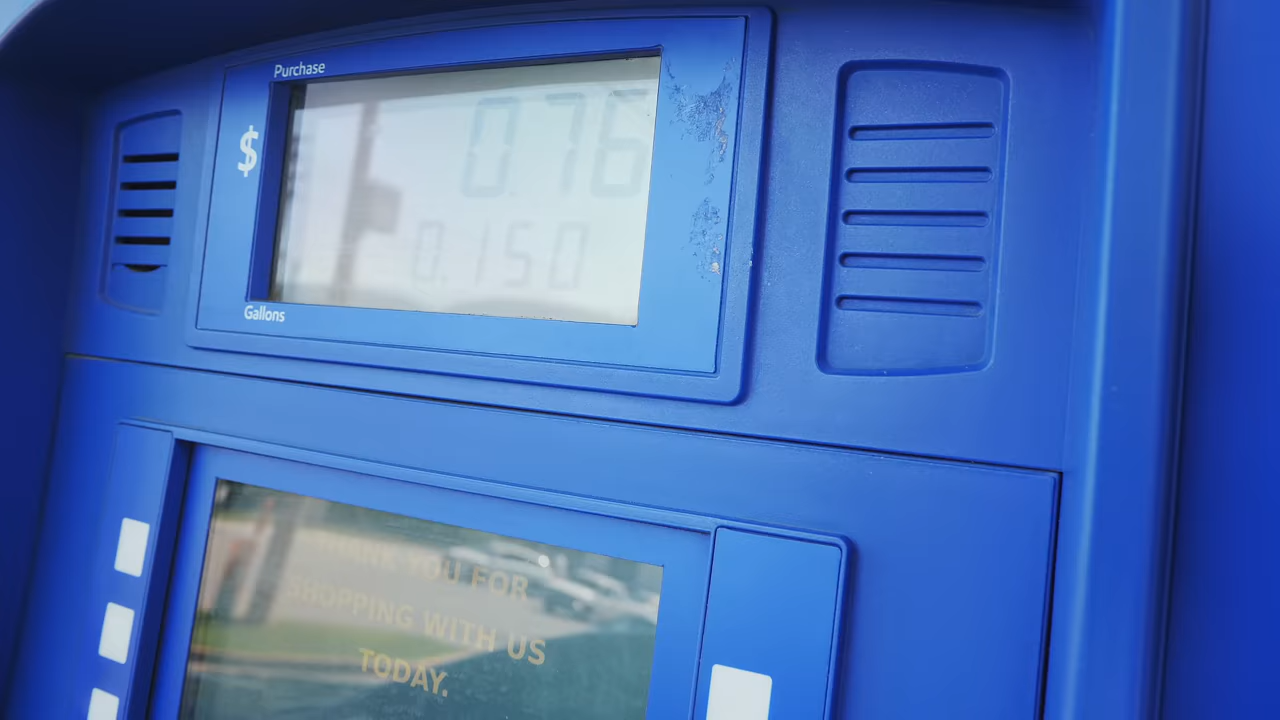 Purchase
$
0.76
0.150
Gallons
THANK YOU FOR
SHOPPING WITH US
TODAY.